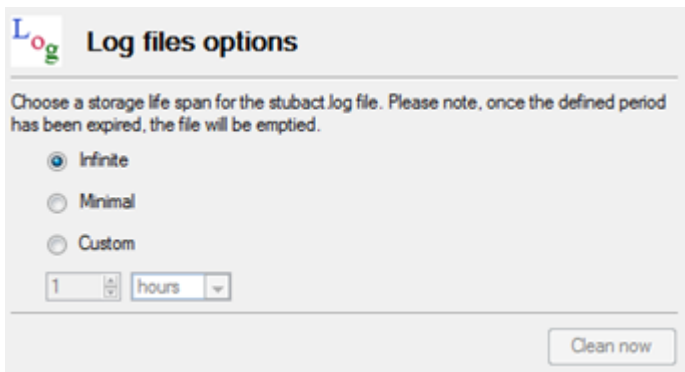 Log
Log files options
Choose a storage life span for the stubact.log file. Please note, once the defined period
has been expired, the file will be emptied.
Infinite
Minimal
Custom
1 hours
Clean now